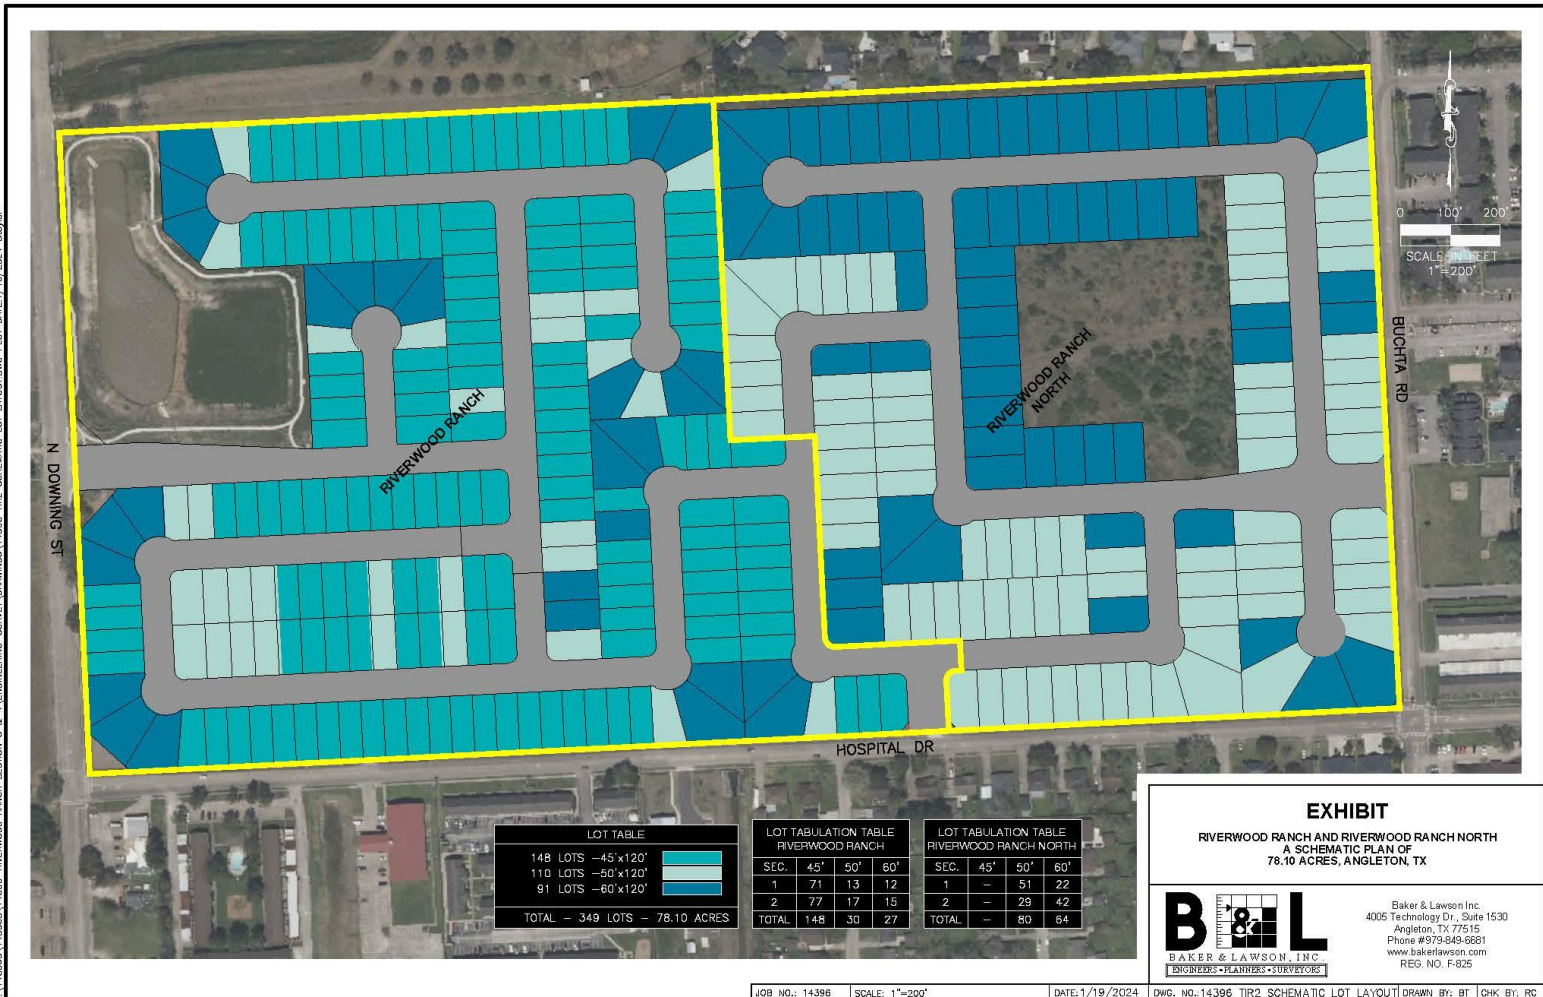 0 100' 200'
SCALE IN FEET
1"=200'
RIVERWOOD RANCH
RIVERWOOD RANCH
NORTH
N DOWNING ST
BUCHTA RD
HOSPITAL DR
LOT TABLE
148 LOTS -45'x120'
110 LOTS -50'x120'
91 LOTS -60'x120'
TOTAL - 349 LOTS - 78.10 ACRES
LOT TABULATION TABLE
RIVERWOOD RANCH
SEC. 45' 50' 60'
1 71 13 12
2 77 17 15
TOTAL 148 30 27
LOT TABULATION TABLE
RIVERWOOD RANCH NORTH
SEC. 45' 50' 60'
1 - 51 22
2 - 29 42
TOTAL - 80 64
EXHIBIT
RIVERWOOD RANCH AND RIVERWOOD RANCH NORTH
A SCHEMATIC PLAN OF
78.10 ACRES, ANGLETON, TX
B&L
BAKER & LAWSON, INC.
ENGINEERS • PLANNERS • SURVEYORS
Baker & Lawson Inc.
4005 Technology Dr., Suite 1530
Angleton, TX 77515
Phone #979-849-6681
www.bakerlawson.com
REG. NO. F-825
JOB NO.: 14396 SCALE: 1"=200' DATE: 1/19/2024 DWG. NO.: 14396 TIR2 SCHEMATIC LOT LAYOUT DRAWN BY: BT CHK BY: RC